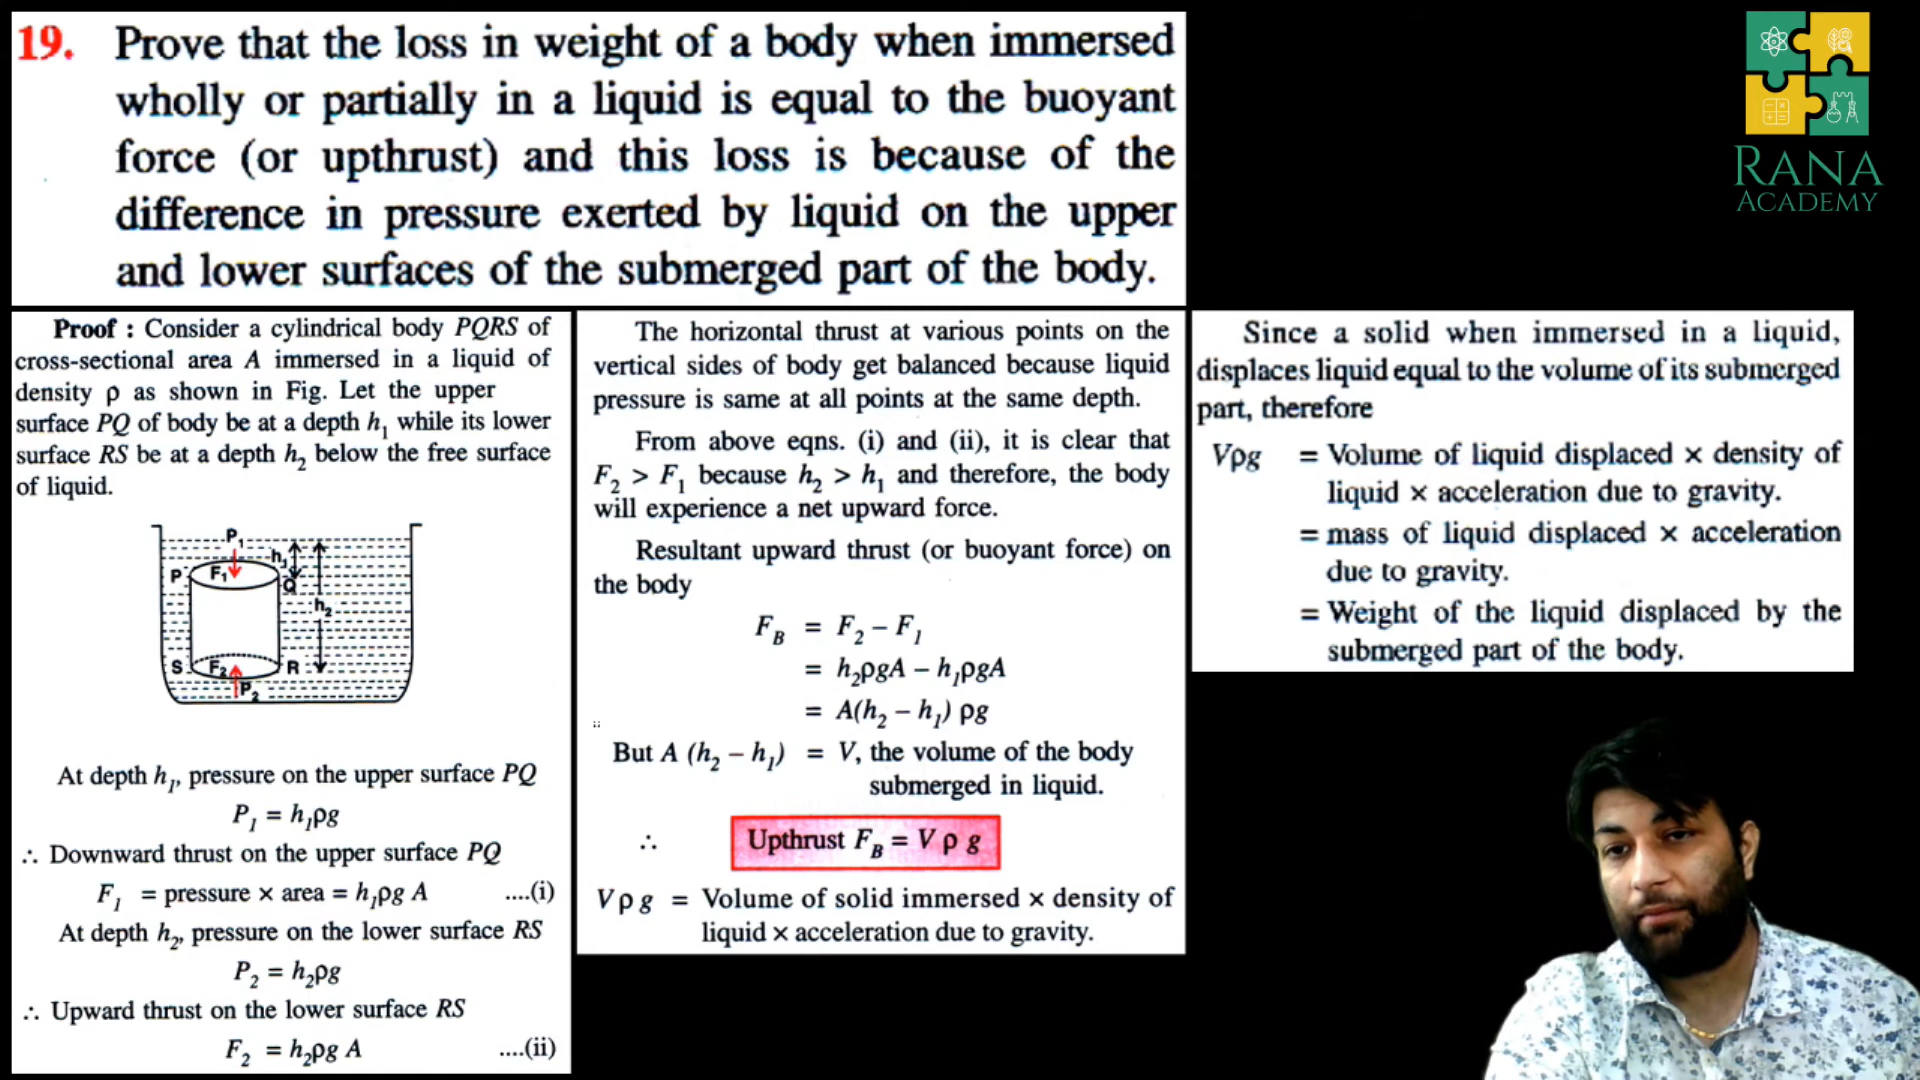 19. Prove that the loss in weight of a body when immersed
wholly or partially in a liquid is equal to the buoyant
force (or upthrust) and this loss is because of the
difference in pressure exerted by liquid on the upper
and lower surfaces of the submerged part of the body.
RANA
ACADEMY
Proof : Consider a cylindrical body PQRS of
cross-sectional area A immersed in a liquid of
density ρ as shown in Fig. Let the upper
surface PQ of body be at a depth h₁ while its lower
surface RS be at a depth h₂ below the free surface
of liquid.
P₁
h₁
P F₁ Q
h₂
S F₂ R
P₂
At depth h₁, pressure on the upper surface PQ
P₁ = h₁ρg
∴ Downward thrust on the upper surface PQ
F₁ = pressure × area = h₁ρg A ....(i)
At depth h₂, pressure on the lower surface RS
P₂ = h₂ρg
∴ Upward thrust on the lower surface RS
F₂ = h₂ρg A ....(ii)
The horizontal thrust at various points on the
vertical sides of body get balanced because liquid
pressure is same at all points at the same depth.
From above eqns. (i) and (ii), it is clear that
F₂ > F₁ because h₂ > h₁ and therefore, the body
will experience a net upward force.
Resultant upward thrust (or buoyant force) on
the body
F_B = F₂ – F₁
= h₂ρgA – h₁ρgA
= A(h₂ – h₁) ρg
But A (h₂ – h₁) = V, the volume of the body
submerged in liquid.
∴ Upthrust F_B = V ρ g
V ρ g = Volume of solid immersed × density of
liquid × acceleration due to gravity.
Since a solid when immersed in a liquid,
displaces liquid equal to the volume of its submerged
part, therefore
Vρg = Volume of liquid displaced × density of
liquid × acceleration due to gravity.
= mass of liquid displaced × acceleration
due to gravity.
= Weight of the liquid displaced by the
submerged part of the body.